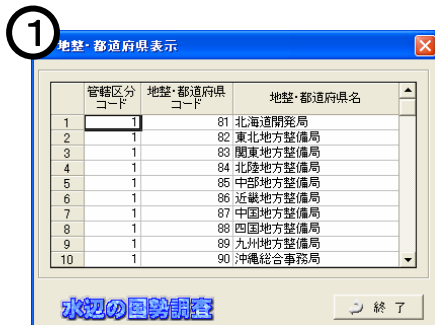 ①
地整・都道府県表示
管轄区分コード 地整・都道府県コード 地整・都道府県名
1 1 81 北海道開発局
2 1 82 東北地方整備局
3 1 83 関東地方整備局
4 1 84 北陸地方整備局
5 1 85 中部地方整備局
6 1 86 近畿地方整備局
7 1 87 中国地方整備局
8 1 88 四国地方整備局
9 1 89 九州地方整備局
10 1 90 沖縄総合事務局
水辺の国勢調査
終了